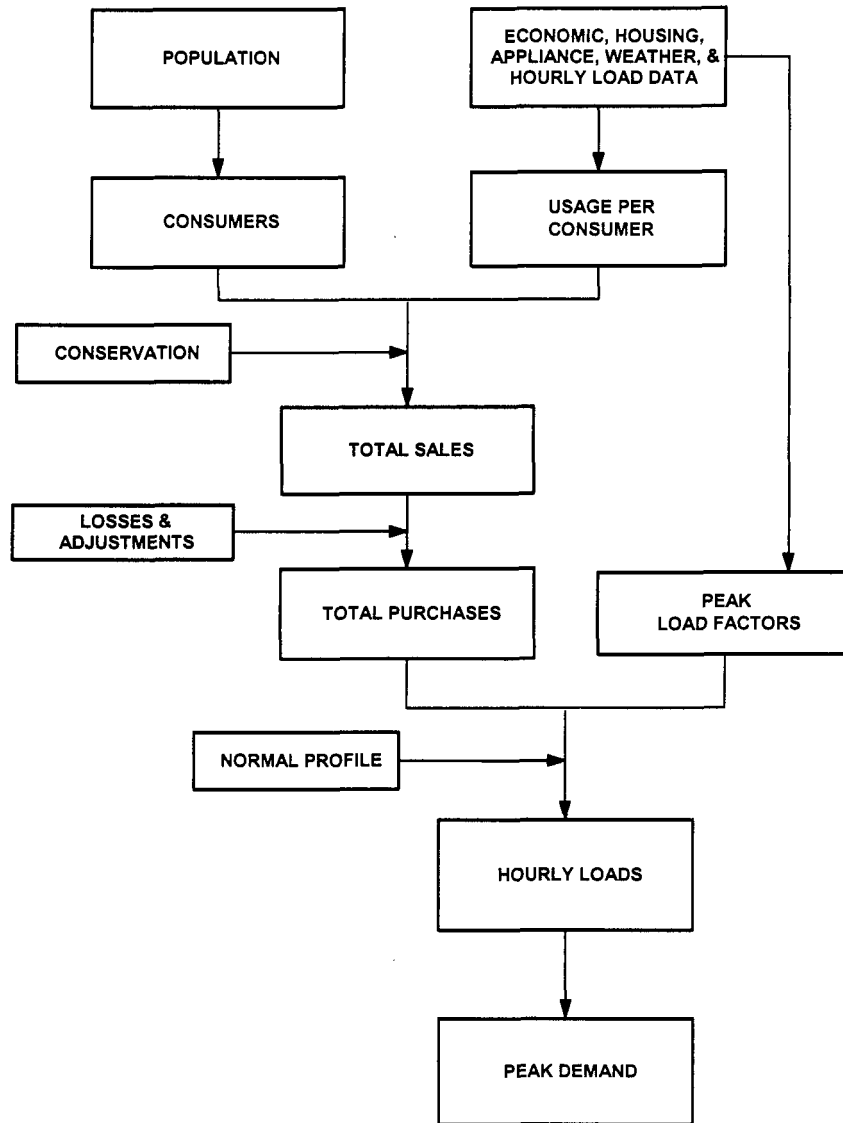 POPULATION
ECONOMIC, HOUSING,
APPLIANCE, WEATHER, &
HOURLY LOAD DATA
CONSUMERS
USAGE PER
CONSUMER
CONSERVATION
TOTAL SALES
LOSSES &
ADJUSTMENTS
TOTAL PURCHASES
PEAK
LOAD FACTORS
NORMAL PROFILE
HOURLY LOADS
PEAK DEMAND